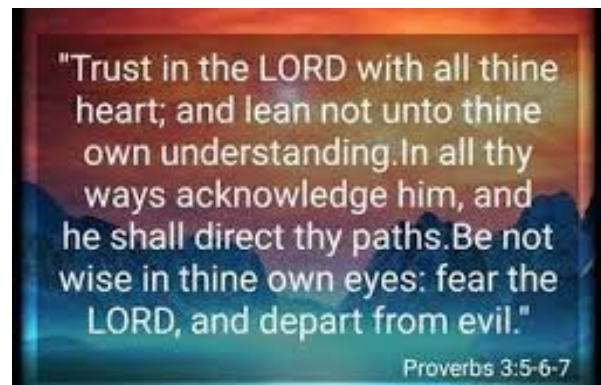 "Trust in the LORD with all thine
heart; and lean not unto thine
own understanding.In all thy
ways acknowledge him, and
he shall direct thy paths.Be not
wise in thine own eyes: fear the
LORD, and depart from evil."
Proverbs 3:5-6-7